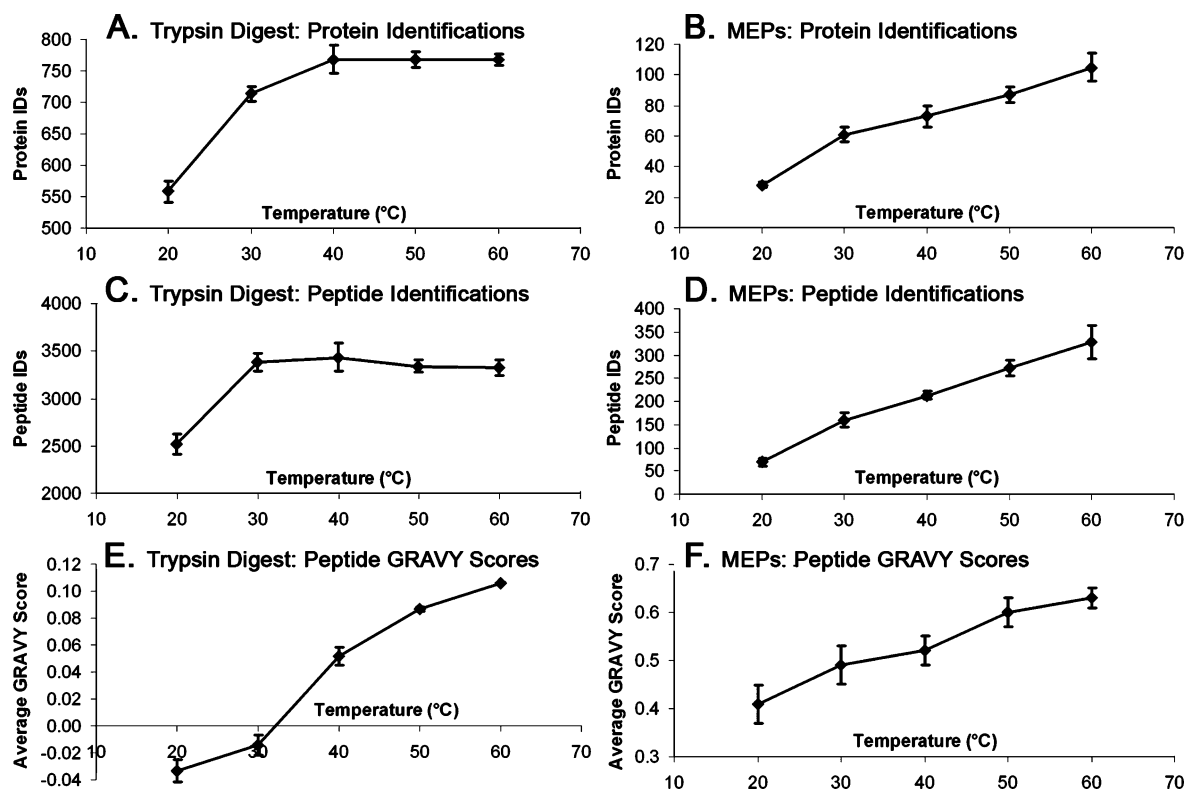 A. Trypsin Digest: Protein Identifications
800
750
700
650
600
550
500
Protein IDs
Temperature (°C)
10 20 30 40 50 60 70
B. MEPs: Protein Identifications
120
100
80
60
40
20
0
Protein IDs
Temperature (°C)
10 20 30 40 50 60 70
C. Trypsin Digest: Peptide Identifications
4000
3500
3000
2500
2000
Peptide IDs
Temperature (°C)
10 20 30 40 50 60 70
D. MEPs: Peptide Identifications
400
350
300
250
200
150
100
50
0
Peptide IDs
Temperature (°C)
10 20 30 40 50 60 70
E. Trypsin Digest: Peptide GRAVY Scores
0.12
0.10
0.08
0.06
0.04
0.02
0.00
-0.02
-0.04
Average GRAVY Score
Temperature (°C)
10 20 30 40 50 60 70
F. MEPs: Peptide GRAVY Scores
0.7
0.6
0.5
0.4
0.3
Average GRAVY Score
Temperature (°C)
10 20 30 40 50 60 70